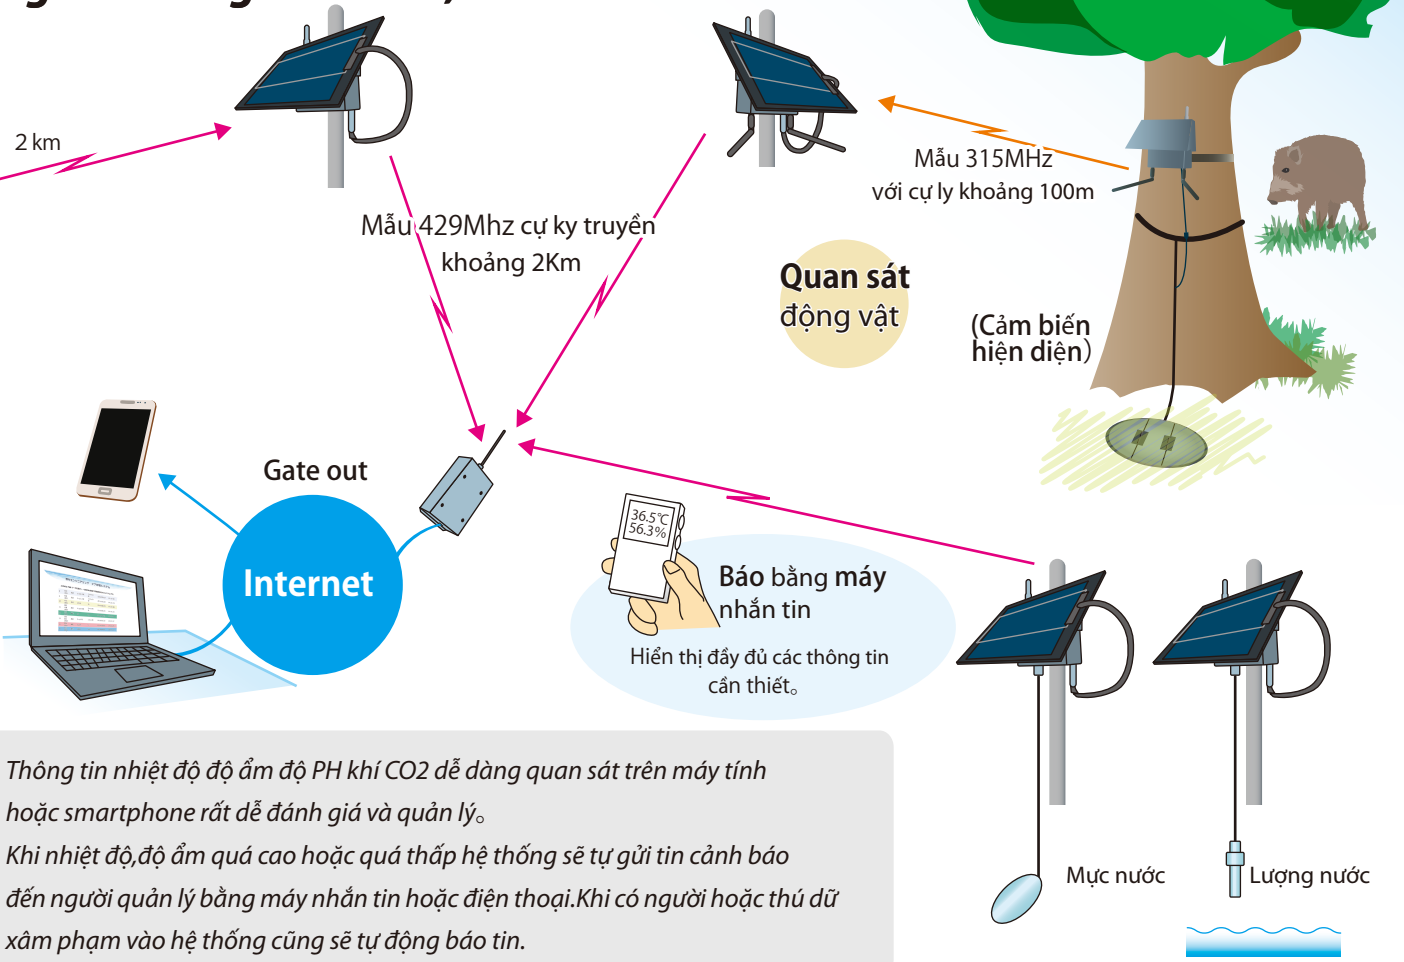 2 km
Mẫu 315MHz
với cự ly khoảng 100m
Mẫu 429Mhz cự ky truyền
khoảng 2Km
Quan sát
động vật
(Cảm biến
hiện diện)
Gate out
Internet
36.5℃
56.3%
Báo bằng máy
nhắn tin
Hiển thị đầy đủ các thông tin
cần thiết。
Thông tin nhiệt độ độ ẩm độ PH khí CO2 dễ dàng quan sát trên máy tính
hoặc smartphone rất dễ đánh giá và quản lý。
Khi nhiệt độ,độ ẩm quá cao hoặc quá thấp hệ thống sẽ tự gửi tin cảnh báo
đến người quản lý bằng máy nhắn tin hoặc điện thoại.Khi có người hoặc thú dữ
xâm phạm vào hệ thống cũng sẽ tự động báo tin.
Mực nước
Lượng nước